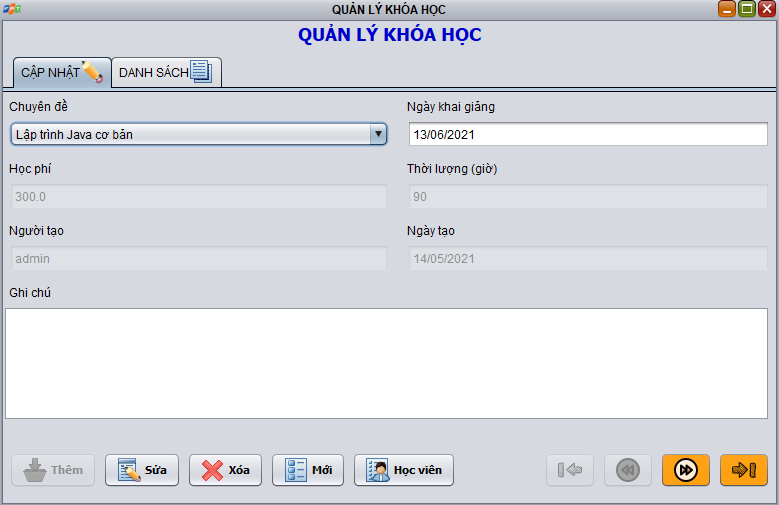 QUẢN LÝ KHÓA HỌC
QUẢN LÝ KHÓA HỌC
CẬP NHẬT DANH SÁCH
Chuyên đề Ngày khai giảng
Lập trình Java cơ bản 13/06/2021
Học phí Thời lượng (giờ)
300.0 90
Người tạo Ngày tạo
admin 14/05/2021
Ghi chú
Thêm Sửa Xóa Mới Học viên